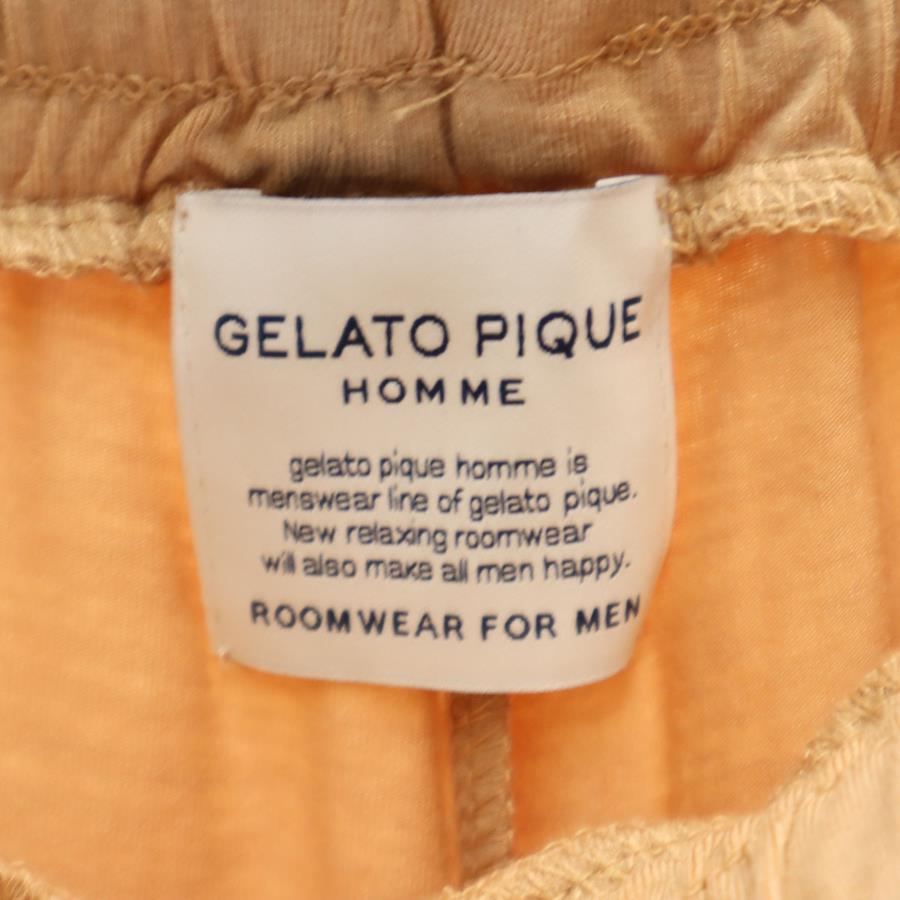 GELATO PIQUE
HOMME
gelato pique homme is
menswear line of gelato pique.
New relaxing roomwear
will also make all men happy.
ROOMWEAR FOR MEN